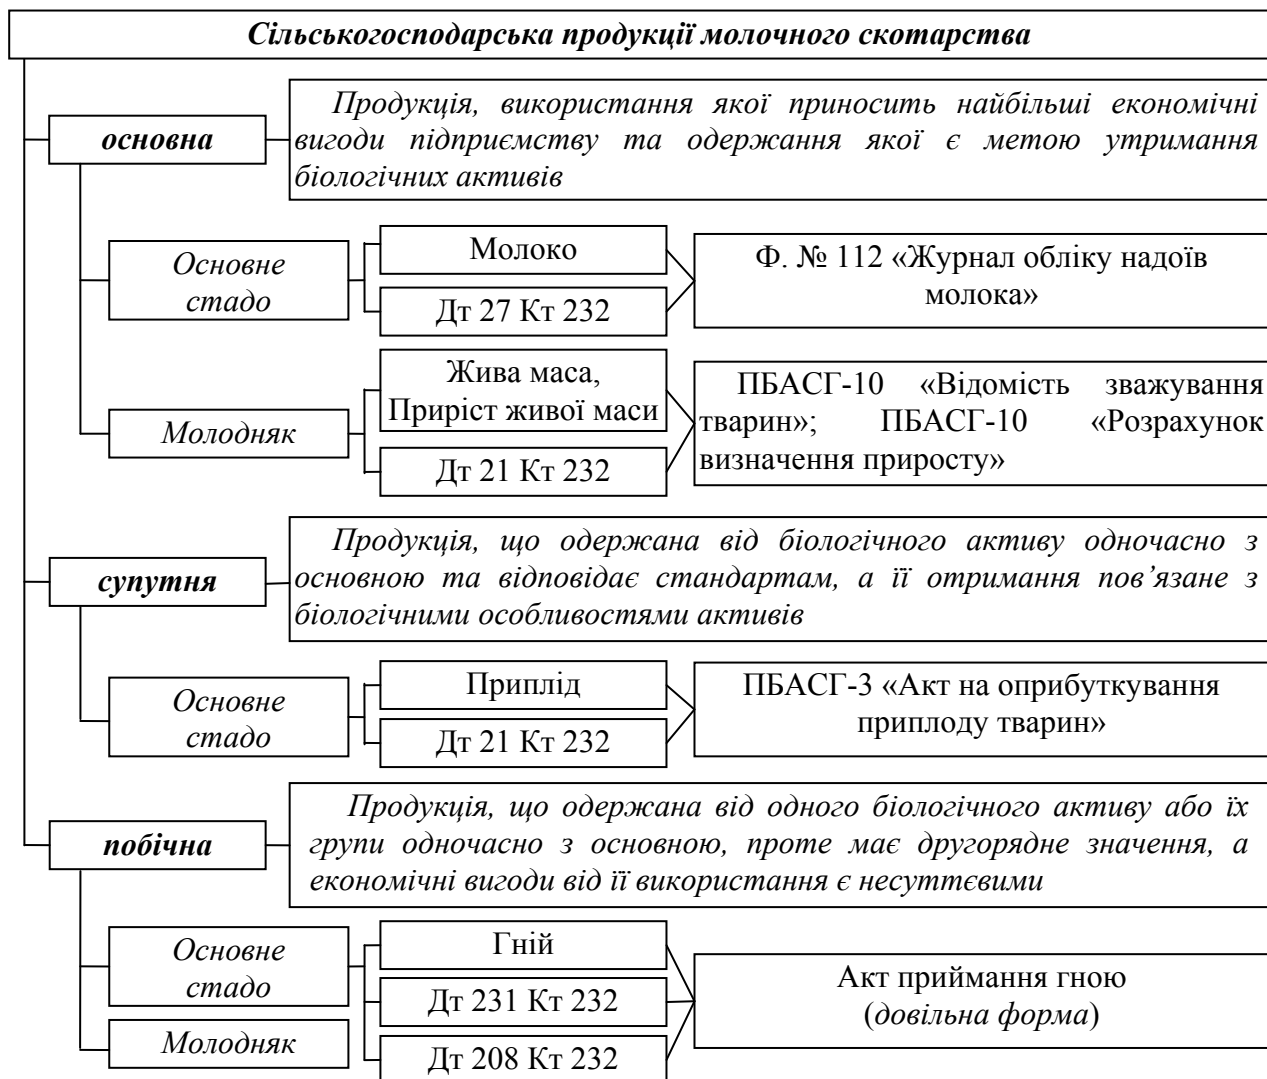 Сільськогосподарська продукції молочного скотарства
основна
Продукція, використання якої приносить найбільші економічні
вигоди підприємству та одержання якої є метою утримання
біологічних активів
Основне
стадо
Молоко
Дт 27 Кт 232
Ф. № 112 «Журнал обліку надоїв
молока»
Молодняк
Жива маса,
Приріст живої маси
Дт 21 Кт 232
ПБАСГ-10 «Відомість зважування
тварин»; ПБАСГ-10 «Розрахунок
визначення приросту»
супутня
Продукція, що одержана від біологічного активу одночасно з
основною та відповідає стандартам, а її отримання пов’язане з
біологічними особливостями активів
Основне
стадо
Приплід
Дт 21 Кт 232
ПБАСГ-3 «Акт на оприбуткування
приплоду тварин»
побічна
Продукція, що одержана від одного біологічного активу або їх
групи одночасно з основною, проте має другорядне значення, а
економічні вигоди від її використання є несуттєвими
Основне
стадо
Молодняк
Гній
Дт 231 Кт 232
Дт 208 Кт 232
Акт приймання гною
(довільна форма)